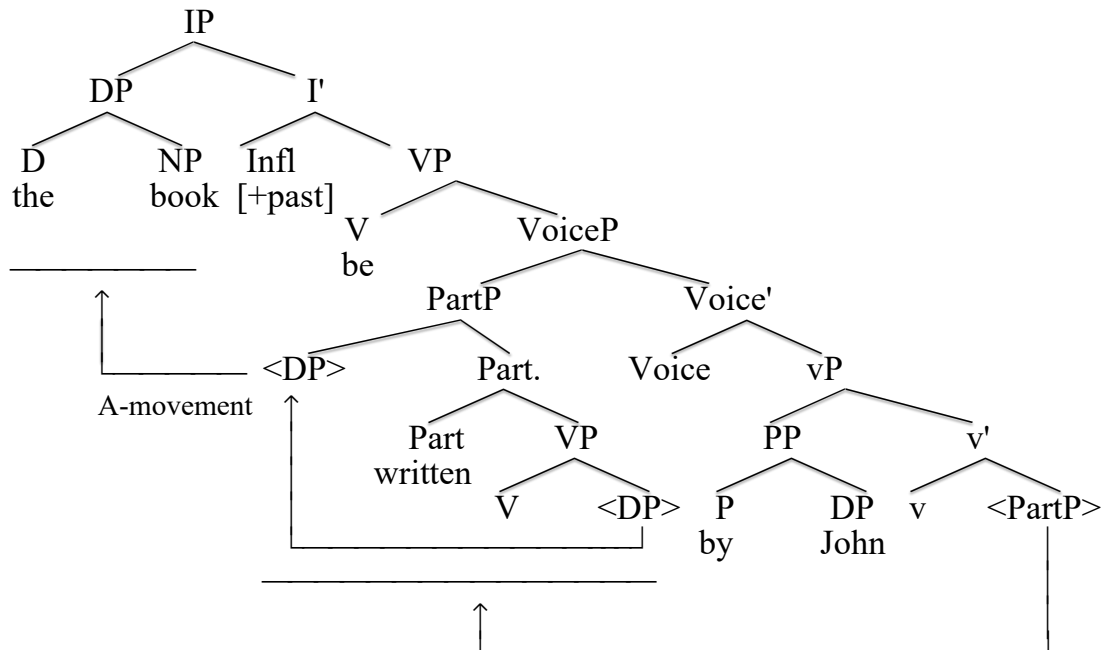 IP
DP I'
D NP Infl VP
the book [+past]
V VoiceP
be
PartP Voice'
<DP> Part. Voice vP
A-movement
Part VP PP v'
written
V <DP> P DP v <PartP>
by John